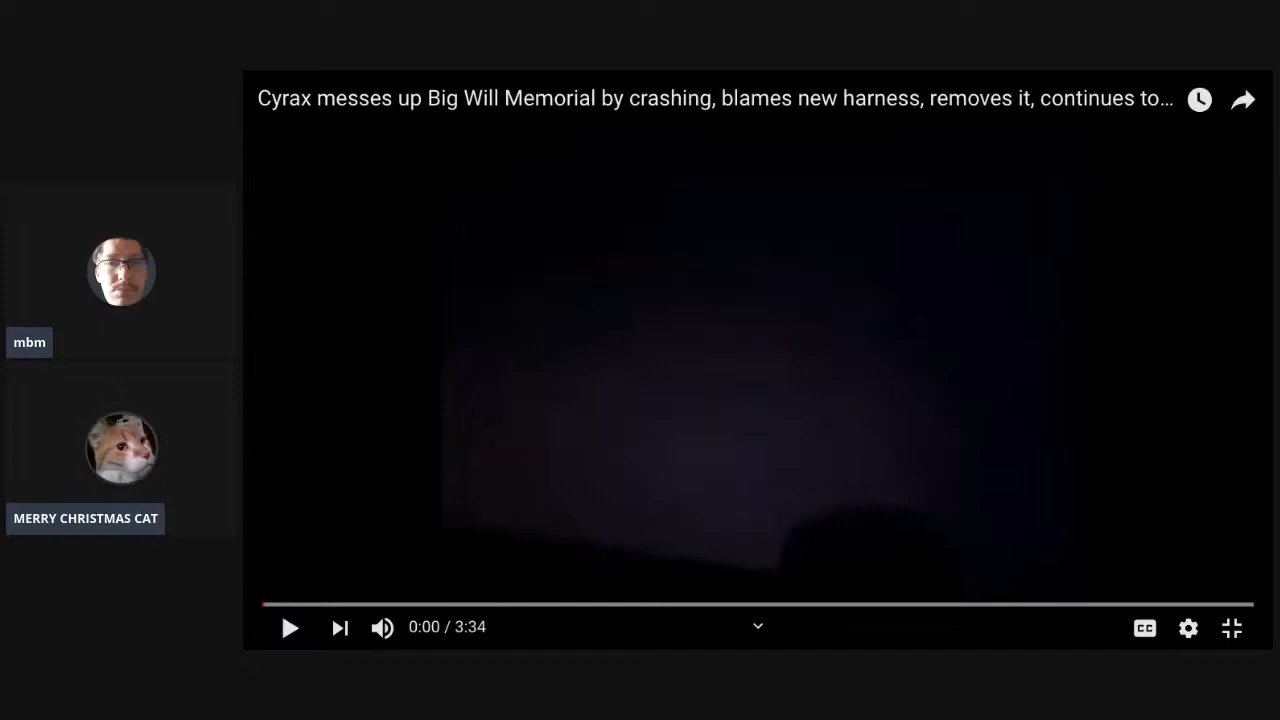 Cyrax messes up Big Will Memorial by crashing, blames new harness, removes it, continues to...
mbm
MERRY CHRISTMAS CAT
0:00 / 3:34
CC